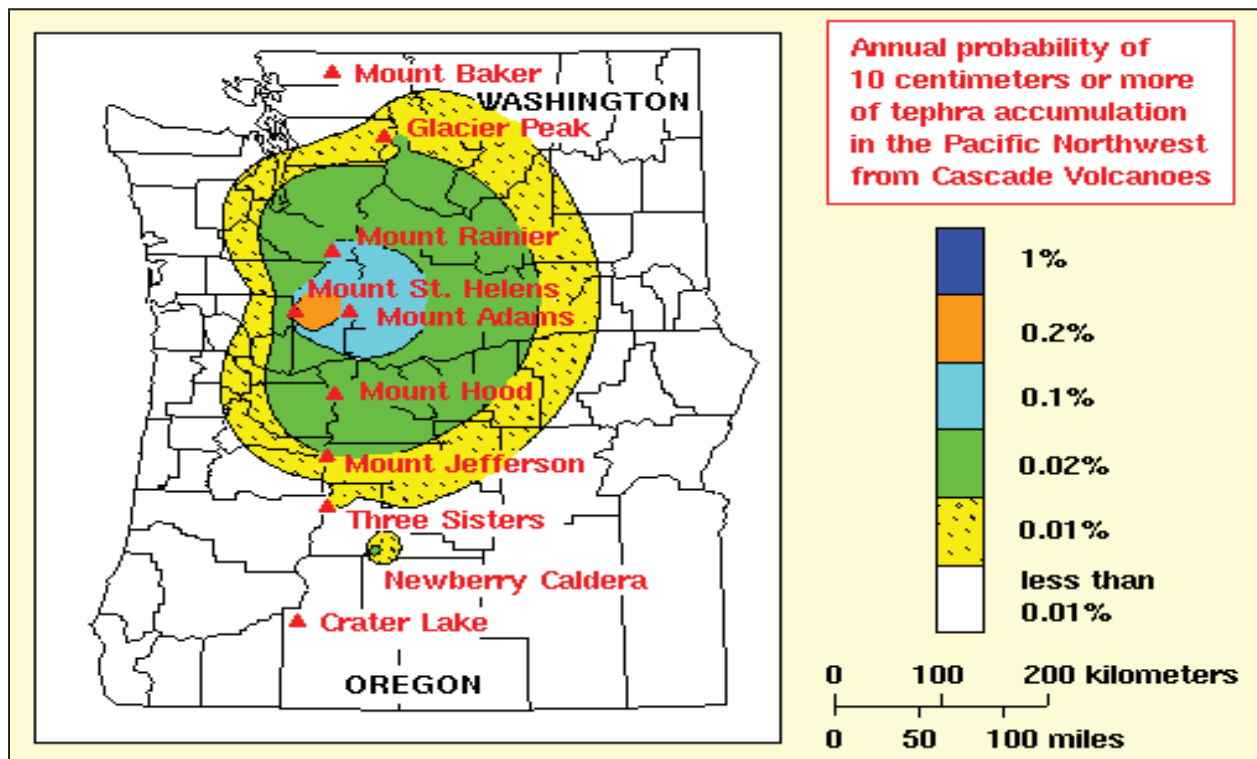 Mount Baker
WASHINGTON
Glacier Peak
Mount Rainier
Mount St. Helens
Mount Adams
Mount Hood
Mount Jefferson
Three Sisters
Newberry Caldera
Crater Lake
OREGON
Annual probability of
10 centimeters or more
of tephra accumulation
in the Pacific Northwest
from Cascade Volcanoes
1%
0.2%
0.1%
0.02%
0.01%
less than
0.01%
0 100 200 kilometers
0 50 100 miles